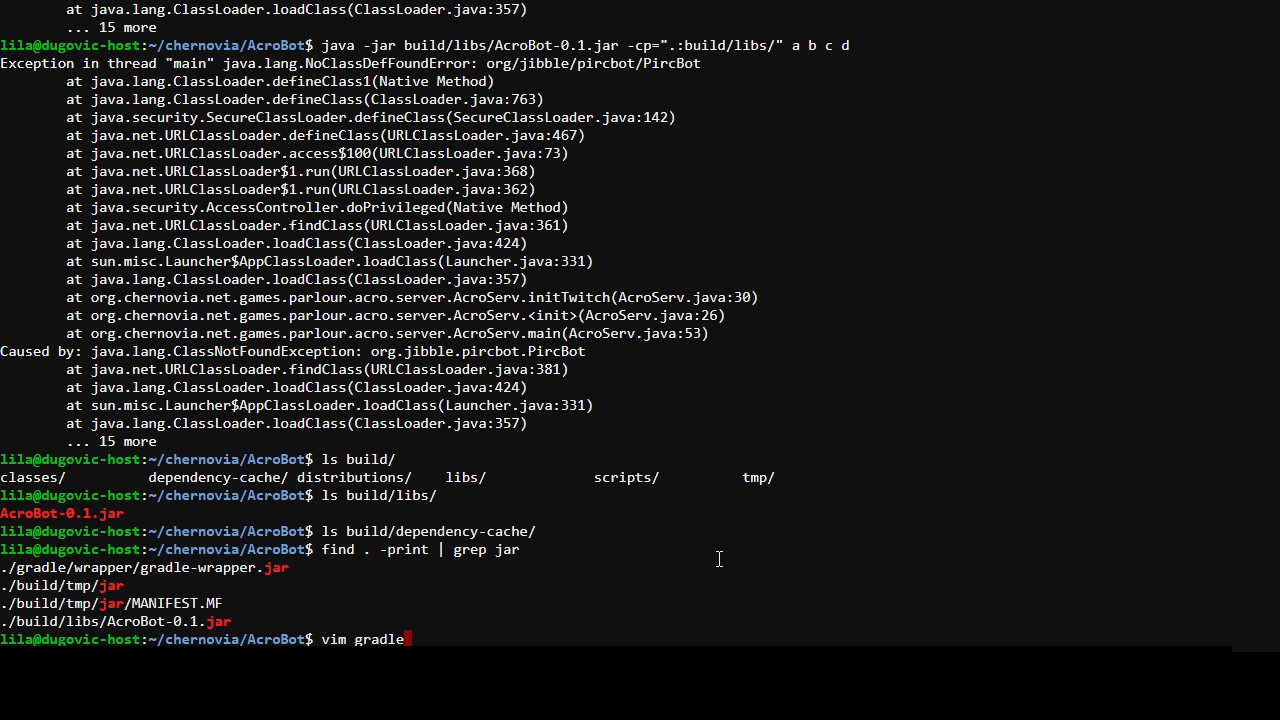 at java.lang.ClassLoader.loadClass(ClassLoader.java:357)
... 15 more
lila@dugovic-host:~/chernovia/AcroBot$ java -jar build/libs/AcroBot-0.1.jar -cp=".:build/libs/" a b c d
Exception in thread "main" java.lang.NoClassDefFoundError: org/jibble/pircbot/PircBot
at java.lang.ClassLoader.defineClass1(Native Method)
at java.lang.ClassLoader.defineClass(ClassLoader.java:763)
at java.security.SecureClassLoader.defineClass(SecureClassLoader.java:142)
at java.net.URLClassLoader.defineClass(URLClassLoader.java:467)
at java.net.URLClassLoader.access$100(URLClassLoader.java:73)
at java.net.URLClassLoader$1.run(URLClassLoader.java:368)
at java.net.URLClassLoader$1.run(URLClassLoader.java:362)
at java.security.AccessController.doPrivileged(Native Method)
at java.net.URLClassLoader.findClass(URLClassLoader.java:361)
at java.lang.ClassLoader.loadClass(ClassLoader.java:424)
at sun.misc.Launcher$AppClassLoader.loadClass(Launcher.java:331)
at java.lang.ClassLoader.loadClass(ClassLoader.java:357)
at org.chernovia.net.games.parlour.acro.server.AcroServ.initTwitch(AcroServ.java:30)
at org.chernovia.net.games.parlour.acro.server.AcroServ.<init>(AcroServ.java:26)
at org.chernovia.net.games.parlour.acro.server.AcroServ.main(AcroServ.java:53)
Caused by: java.lang.ClassNotFoundException: org.jibble.pircbot.PircBot
at java.net.URLClassLoader.findClass(URLClassLoader.java:381)
at java.lang.ClassLoader.loadClass(ClassLoader.java:424)
at sun.misc.Launcher$AppClassLoader.loadClass(Launcher.java:331)
at java.lang.ClassLoader.loadClass(ClassLoader.java:357)
... 15 more
lila@dugovic-host:~/chernovia/AcroBot$ ls build/
classes/ dependency-cache/ distributions/ libs/ scripts/ tmp/
lila@dugovic-host:~/chernovia/AcroBot$ ls build/libs/
AcroBot-0.1.jar
lila@dugovic-host:~/chernovia/AcroBot$ ls build/dependency-cache/
lila@dugovic-host:~/chernovia/AcroBot$ find . -print | grep jar
./gradle/wrapper/gradle-wrapper.jar
./build/tmp/jar
./build/tmp/jar/MANIFEST.MF
./build/libs/AcroBot-0.1.jar
lila@dugovic-host:~/chernovia/AcroBot$ vim gradle